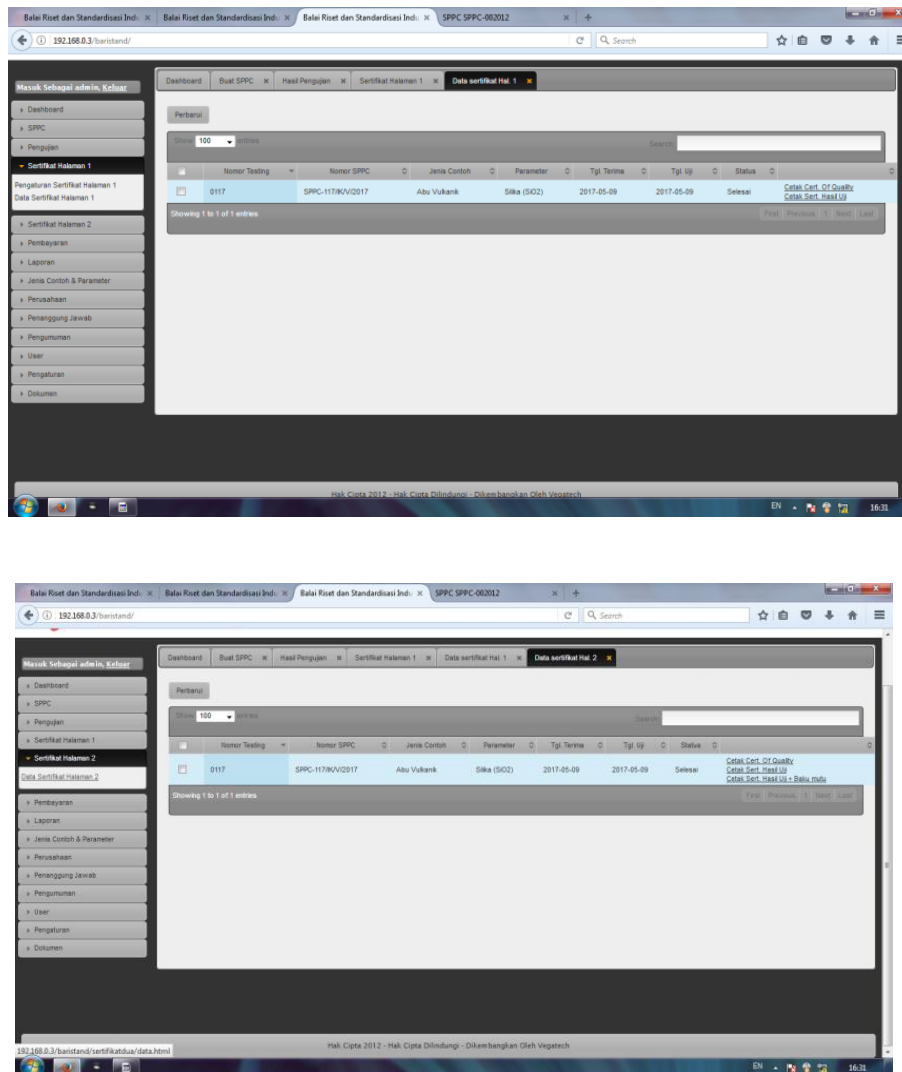 Balai Riset dan Standardisasi Indu × Balai Riset dan Standardisasi Indu × Balai Riset dan Standardisasi Indu × SPPC SPPC-002012 × +
192.168.0.3/baristand/ Search
Masuk Sebagai admin, Keluar
Dashboard Buat SPPC Hasil Pengujian Sertifikat Halaman 1 Data sertifikat Hal. 1
Dashboard
SPPC
Pengujian
Sertifikat Halaman 1
Pengaturan Sertifikat Halaman 1
Data Sertifikat Halaman 1
Sertifikat Halaman 2
Pembayaran
Laporan
Jenis Contoh & Parameter
Perusahaan
Penanggung Jawab
Pengumuman
User
Pengaturan
Dokumen
Perbarui
Show 100 entries Search
Nomor Testing Nomor SPPC Jenis Contoh Parameter Tgl. Terima Tgl. Uji Status
0117 SPPC-117/IK/V/2017 Abu Vulkanik Silika (SiO2) 2017-05-09 2017-05-09 Selesai Cetak Cert. Of Quality
Cetak Sert. Hasil Uji
Showing 1 to 1 of 1 entries First Previous 1 Next Last
Hak Cipta 2012 - Hak Cipta Dilindungi - Dikembangkan Oleh Vegatech
EN 16:31
Balai Riset dan Standardisasi Indu × Balai Riset dan Standardisasi Indu × Balai Riset dan Standardisasi Indu × SPPC SPPC-002012 × +
192.168.0.3/baristand/ Search
Masuk Sebagai admin, Keluar
Dashboard Buat SPPC Hasil Pengujian Sertifikat Halaman 1 Data sertifikat Hal. 1 Data sertifikat Hal. 2
Dashboard
SPPC
Pengujian
Sertifikat Halaman 1
Sertifikat Halaman 2
Data Sertifikat Halaman 2
Pembayaran
Laporan
Jenis Contoh & Parameter
Perusahaan
Penanggung Jawab
Pengumuman
User
Pengaturan
Dokumen
Perbarui
Show 100 entries Search
Nomor Testing Nomor SPPC Jenis Contoh Parameter Tgl. Terima Tgl. Uji Status
0117 SPPC-117/IK/V/2017 Abu Vulkanik Silika (SiO2) 2017-05-09 2017-05-09 Selesai Cetak Cert. Of Quality
Cetak Sert. Hasil Uji
Cetak Sert. Hasil Uji + Baku mutu
Showing 1 to 1 of 1 entries First Previous 1 Next Last
Hak Cipta 2012 - Hak Cipta Dilindungi - Dikembangkan Oleh Vegatech
192.168.0.3/baristand/sertifikatdua/data.html
EN 16:31